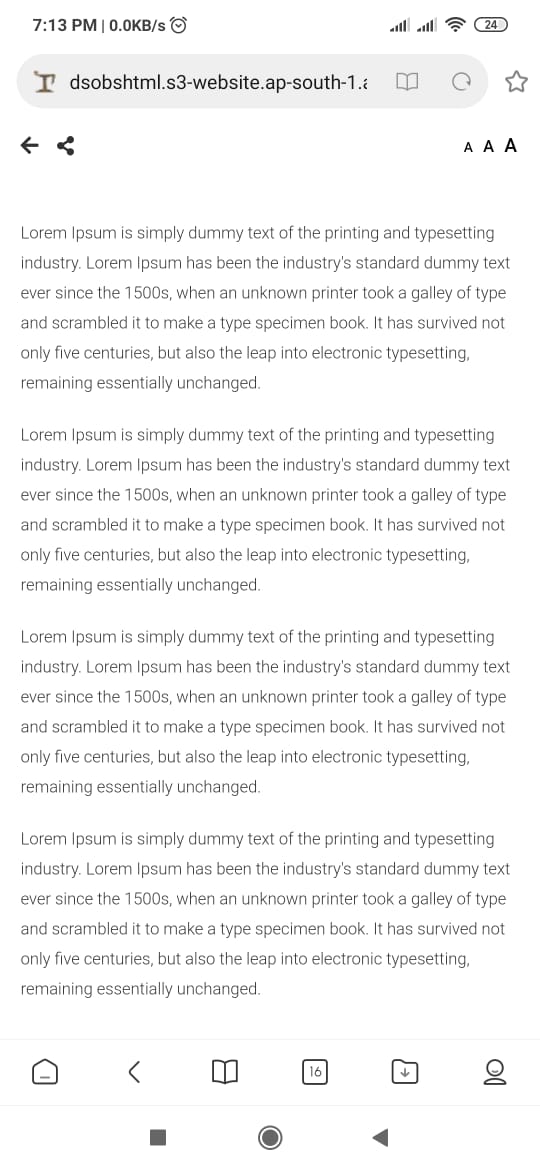 7:13 PM | 0.0KB/s
24
dsobshtml.s3-website.ap-south-1.a
A A A
Lorem Ipsum is simply dummy text of the printing and typesetting
industry. Lorem Ipsum has been the industry's standard dummy text
ever since the 1500s, when an unknown printer took a galley of type
and scrambled it to make a type specimen book. It has survived not
only five centuries, but also the leap into electronic typesetting,
remaining essentially unchanged.
Lorem Ipsum is simply dummy text of the printing and typesetting
industry. Lorem Ipsum has been the industry's standard dummy text
ever since the 1500s, when an unknown printer took a galley of type
and scrambled it to make a type specimen book. It has survived not
only five centuries, but also the leap into electronic typesetting,
remaining essentially unchanged.
Lorem Ipsum is simply dummy text of the printing and typesetting
industry. Lorem Ipsum has been the industry's standard dummy text
ever since the 1500s, when an unknown printer took a galley of type
and scrambled it to make a type specimen book. It has survived not
only five centuries, but also the leap into electronic typesetting,
remaining essentially unchanged.
Lorem Ipsum is simply dummy text of the printing and typesetting
industry. Lorem Ipsum has been the industry's standard dummy text
ever since the 1500s, when an unknown printer took a galley of type
and scrambled it to make a type specimen book. It has survived not
only five centuries, but also the leap into electronic typesetting,
remaining essentially unchanged.
16